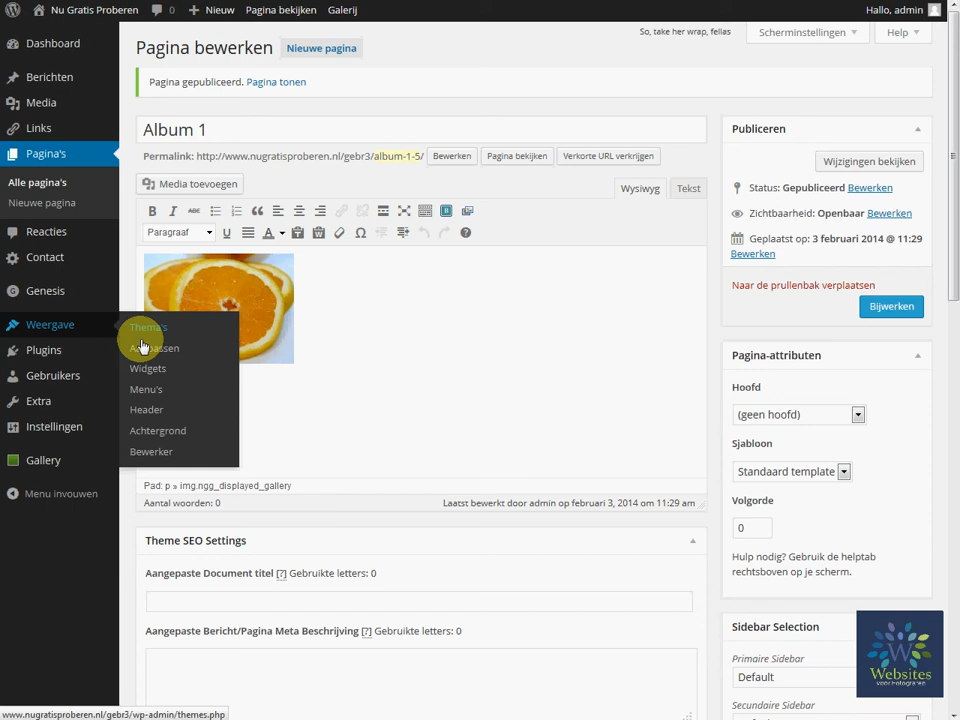 Nu Gratis Proberen 0 Nieuw Pagina bekijken Galerij Hallo, admin
Dashboard
Berichten
Media
Links
Pagina's
Alle pagina's
Nieuwe pagina
Reacties
Contact
Genesis
Weergave
Plugins
Gebruikers
Extra
Instellingen
Gallery
Menu invouwen
Thema's
Widgets
Menu's
Header
Achtergrond
Bewerker
So, take her wrap, fellas Scherminstellingen Help
Pagina bewerken Nieuwe pagina
Pagina gepubliceerd. Pagina tonen
Album 1
Permalink: http://www.nugratisproberen.nl/gebr3/album-1-5/ Bewerken Pagina bekijken Verkorte URL verkrijgen
Media toevoegen Wysiwyg Tekst
B I ABC
Paragraaf U A
Pad: p » img.ngg_displayed_gallery
Aantal woorden: 0 Laatst bewerkt door admin op februari 3, 2014 om 11:29 am
Theme SEO Settings
Aangepaste Document titel [?] Gebruikte letters: 0
Aangepaste Bericht/Pagina Meta Beschrijving [?] Gebruikte letters: 0
Publiceren
Wijzigingen bekijken
Status: Gepubliceerd Bewerken
Zichtbaarheid: Openbaar Bewerken
Geplaatst op: 3 februari 2014 @ 11:29
Bewerken
Naar de prullenbak verplaatsen
Bijwerken
Pagina-attributen
Hoofd
(geen hoofd)
Sjabloon
Standaard template
Volgorde
0
Hulp nodig? Gebruik de helptab
rechtsboven op je scherm.
Sidebar Selection
Primaire Sidebar
Default
Secundaire Sidebar
Websites
voor Fotografen
www.nugratisproberen.nl/gebr3/wp-admin/themes.php